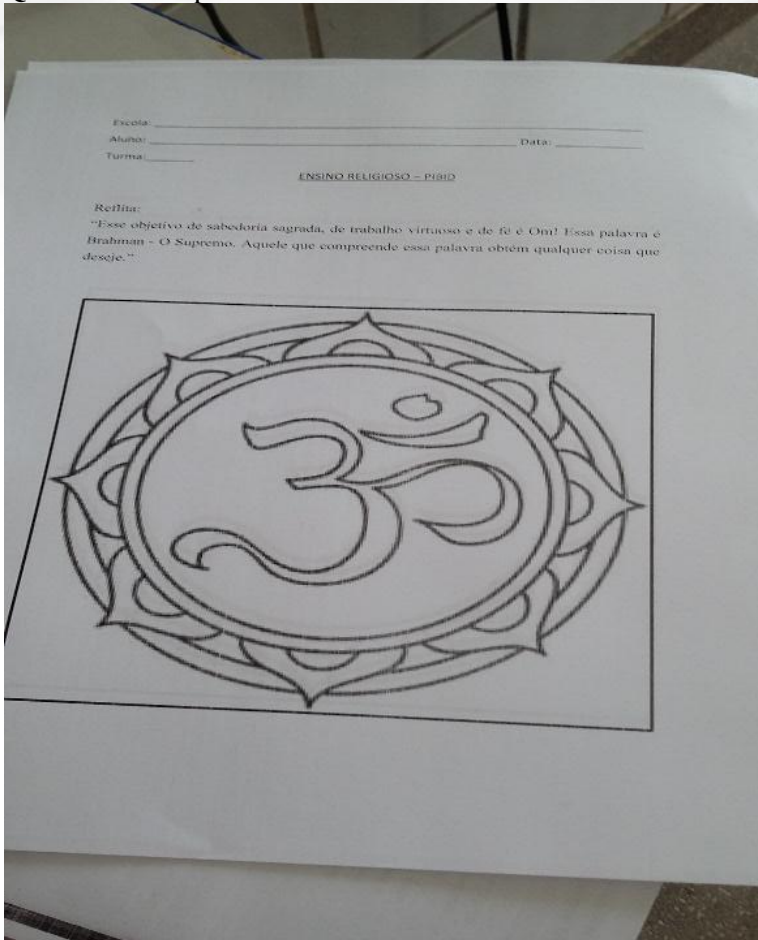 Escola:
Aluno: Data:
Turma:
ENSINO RELIGIOSO – PIBID
Reflita:
“Esse objetivo de sabedoria sagrada, de trabalho virtuoso e de fé é Om! Essa palavra é
Brahman - O Supremo. Aquele que compreende essa palavra obtém qualquer coisa que
deseje.”
ॐ